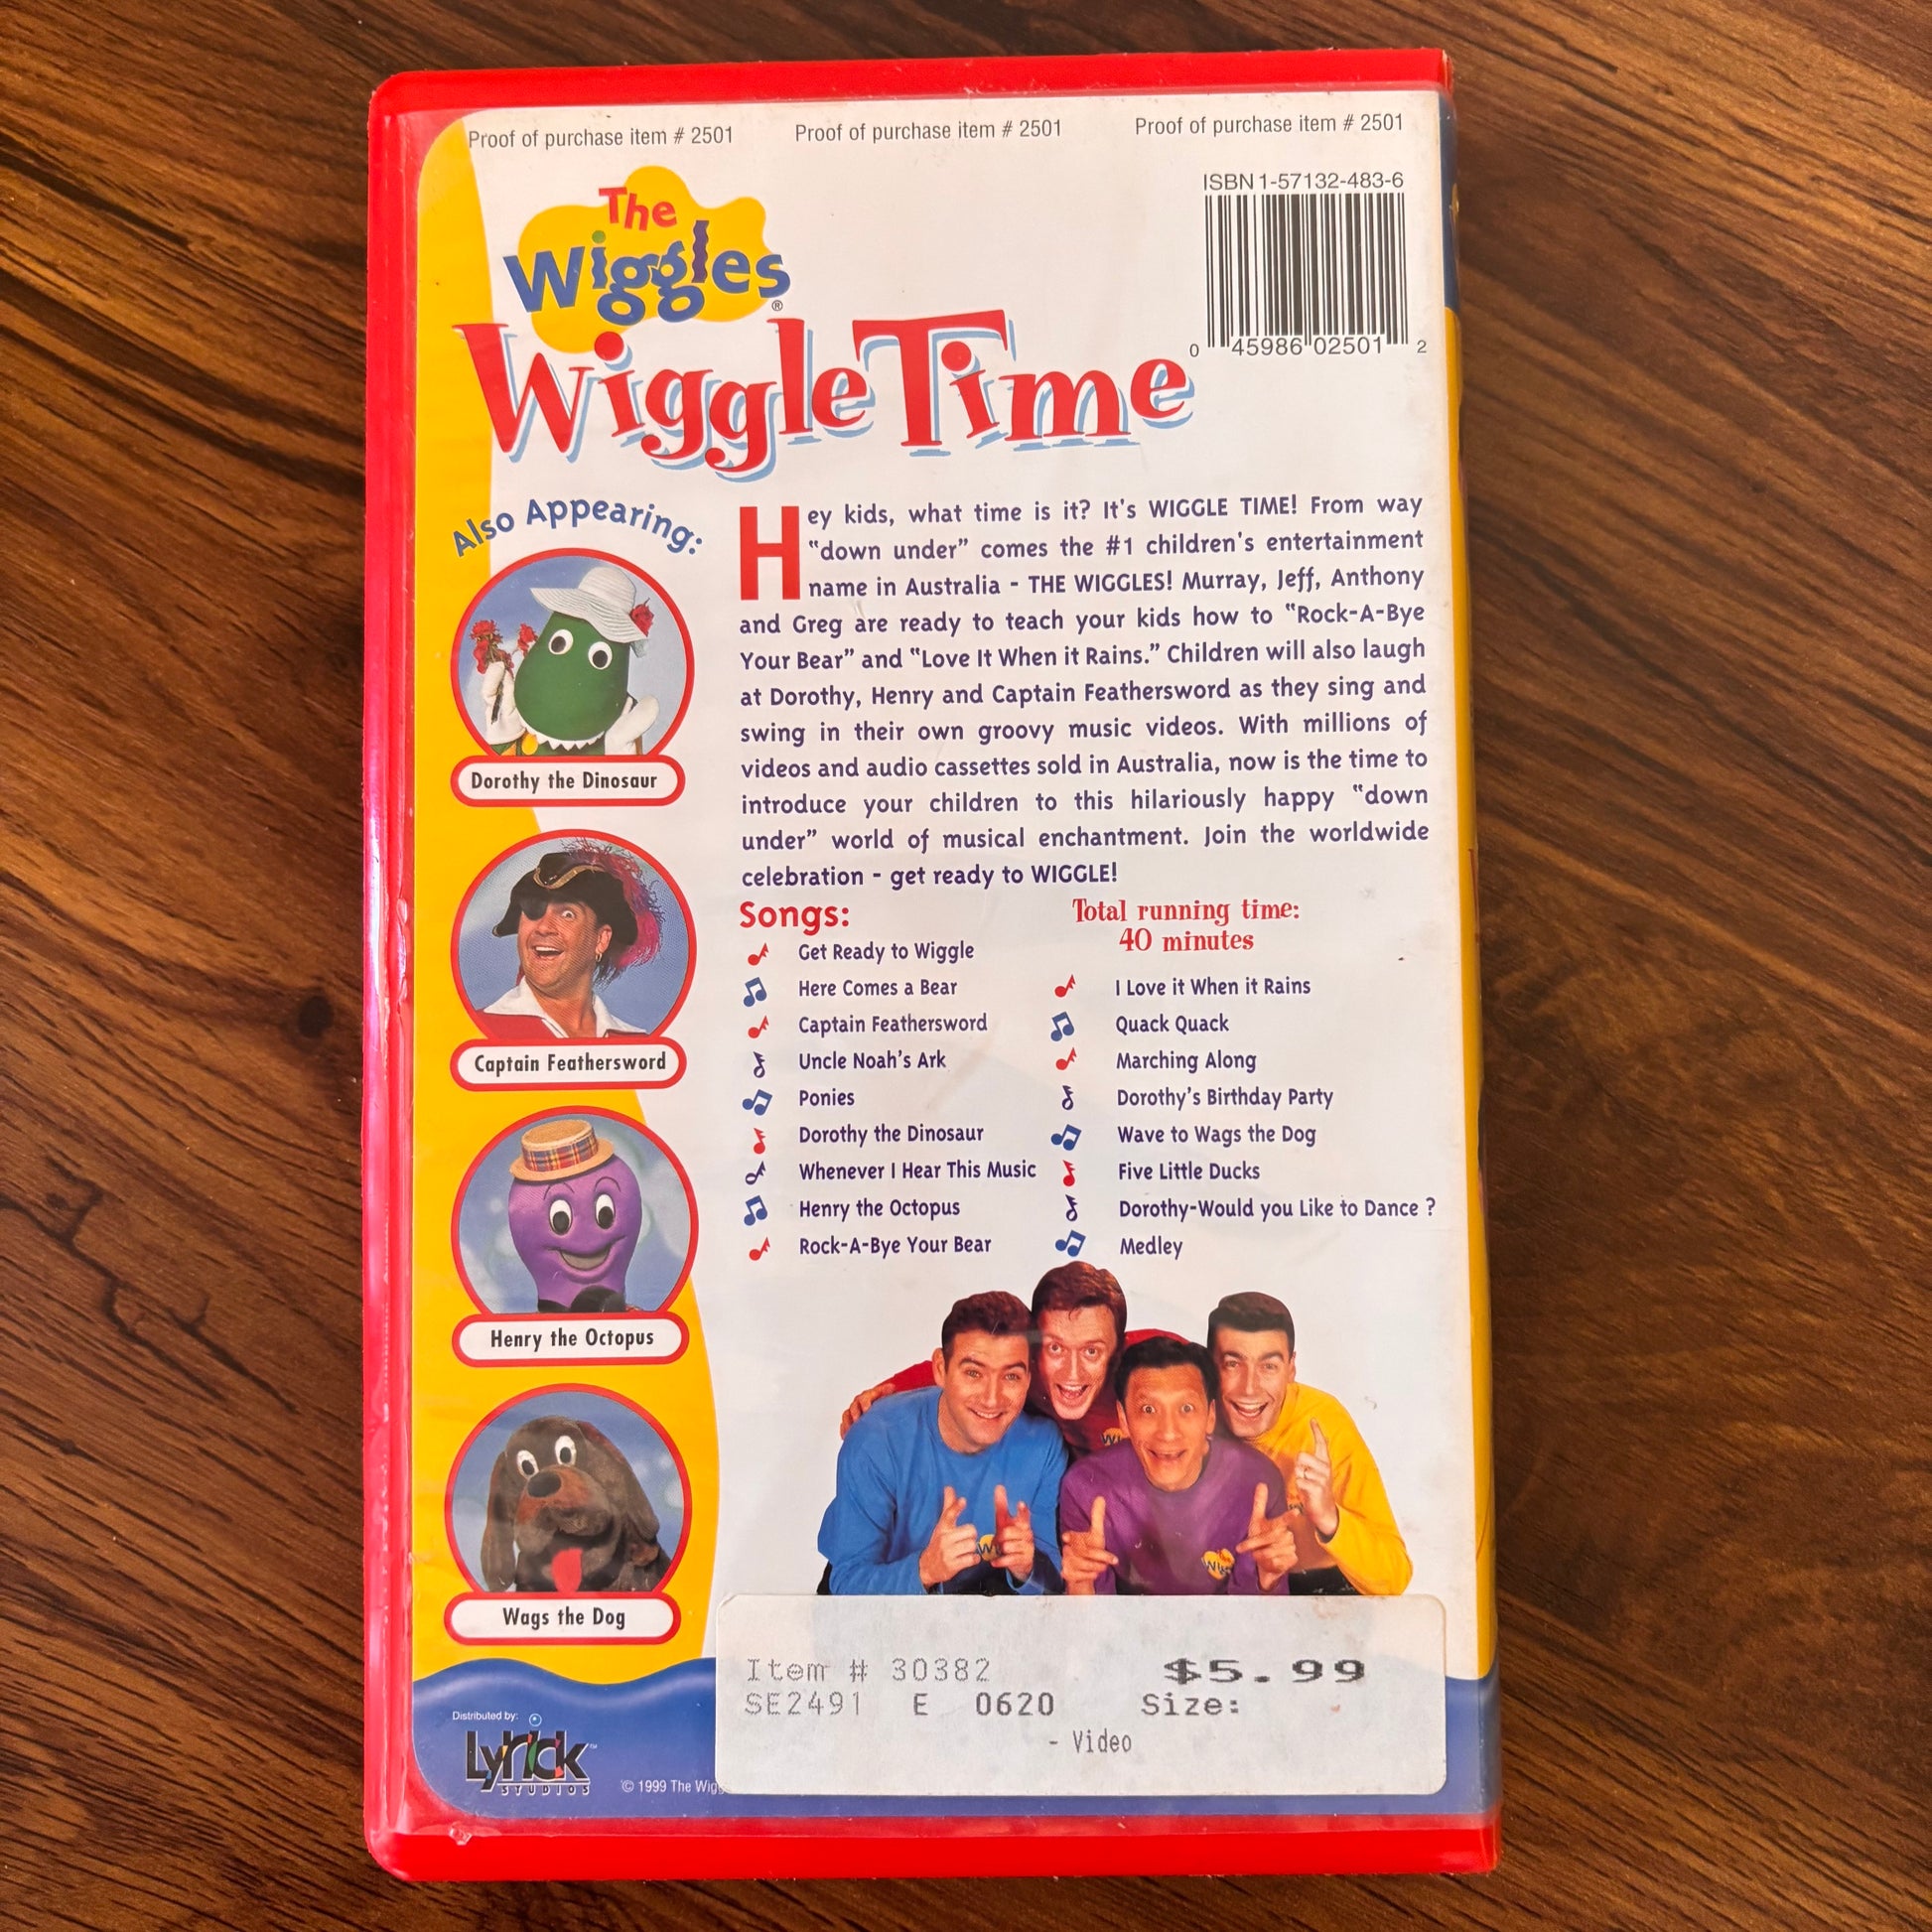 Proof of purchase item # 2501
Proof of purchase item # 2501
Proof of purchase item # 2501
ISBN 1-57132-483-6
0 45986 02501 2
The
Wiggles®
Wiggle Time
Also Appearing:
Dorothy the Dinosaur
Captain Feathersword
Henry the Octopus
Wags the Dog
Hey kids, what time is it? It's WIGGLE TIME! From way
"down under" comes the #1 children's entertainment
name in Australia - THE WIGGLES! Murray, Jeff, Anthony
and Greg are ready to teach your kids how to "Rock-A-Bye
Your Bear" and "Love It When it Rains." Children will also laugh
at Dorothy, Henry and Captain Feathersword as they sing and
swing in their own groovy music videos. With millions of
videos and audio cassettes sold in Australia, now is the time to
introduce your children to this hilariously happy "down
under" world of musical enchantment. Join the worldwide
celebration - get ready to WIGGLE!
Songs:
Get Ready to Wiggle
Here Comes a Bear
Captain Feathersword
Uncle Noah's Ark
Ponies
Dorothy the Dinosaur
Whenever I Hear This Music
Henry the Octopus
Rock-A-Bye Your Bear
Total running time:
40 minutes
I Love it When it Rains
Quack Quack
Marching Along
Dorothy's Birthday Party
Wave to Wags the Dog
Five Little Ducks
Dorothy-Would you Like to Dance ?
Medley
Item # 30382 $5.99
SE2491 E 0620 Size:
- Video
Distributed by:
Lyrick™
STUDIOS
© 1999 The